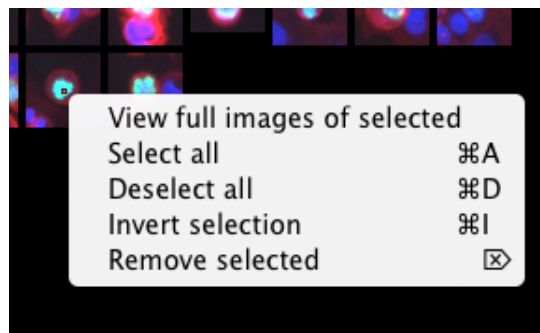 View full images of selected
Select all ⌘A
Deselect all ⌘D
Invert selection ⌘I
Remove selected ⌦